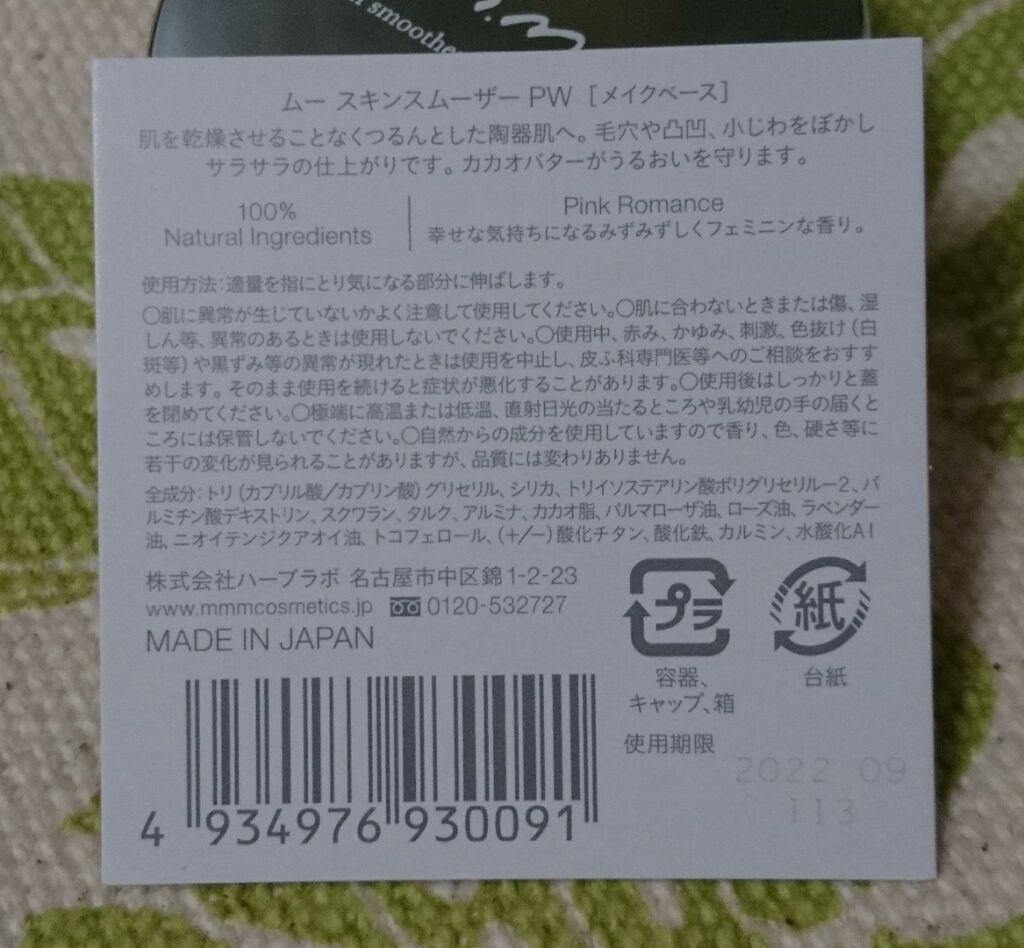 smoothe
ムー スキンスムーザー PW [メイクベース]
肌を乾燥させることなくつるんとした陶器肌へ。毛穴や凸凹、小じわをぼかし
サラサラの仕上がりです。カカオバターがうるおいを守ります。
100%
Natural Ingredients
Pink Romance
幸せな気持ちになるみずみずしくフェミニンな香り。
使用方法:適量を指にとり気になる部分に伸ばします。
○肌に異常が生じていないかよく注意して使用してください。○肌に合わないときまたは傷、湿
しん等、異常のあるときは使用しないでください。○使用中、赤み、かゆみ、刺激、色抜け(白
斑等)や黒ずみ等の異常が現れたときは使用を中止し、皮ふ科専門医等へのご相談をおすす
めします。そのまま使用を続けると症状が悪化することがあります。○使用後はしっかりと蓋
を閉めてください。○極端に高温または低温、直射日光の当たるところや乳幼児の手の届くと
ころには保管しないでください。○自然からの成分を使用していますので香り、色、硬さ等に
若干の変化が見られることがありますが、品質には変わりありません。
全成分:トリ(カプリル酸/カプリン酸)グリセリル、シリカ、トリイソステアリン酸ポリグリセリルー2、パ
ルミチン酸デキストリン、スクワラン、タルク、アルミナ、カカオ脂、パルマローザ油、ローズ油、ラベンダー
油、ニオイテンジクアオイ油、トコフェロール、(+/-)酸化チタン、酸化鉄、カルミン、水酸化Al
株式会社ハーブラボ 名古屋市中区錦1-2-23
www.mmmcosmetics.jp 0120-532727
MADE IN JAPAN
プラ
容器、
キャップ、箱
紙
台紙
使用期限
2022 09
113
4 934976 930091